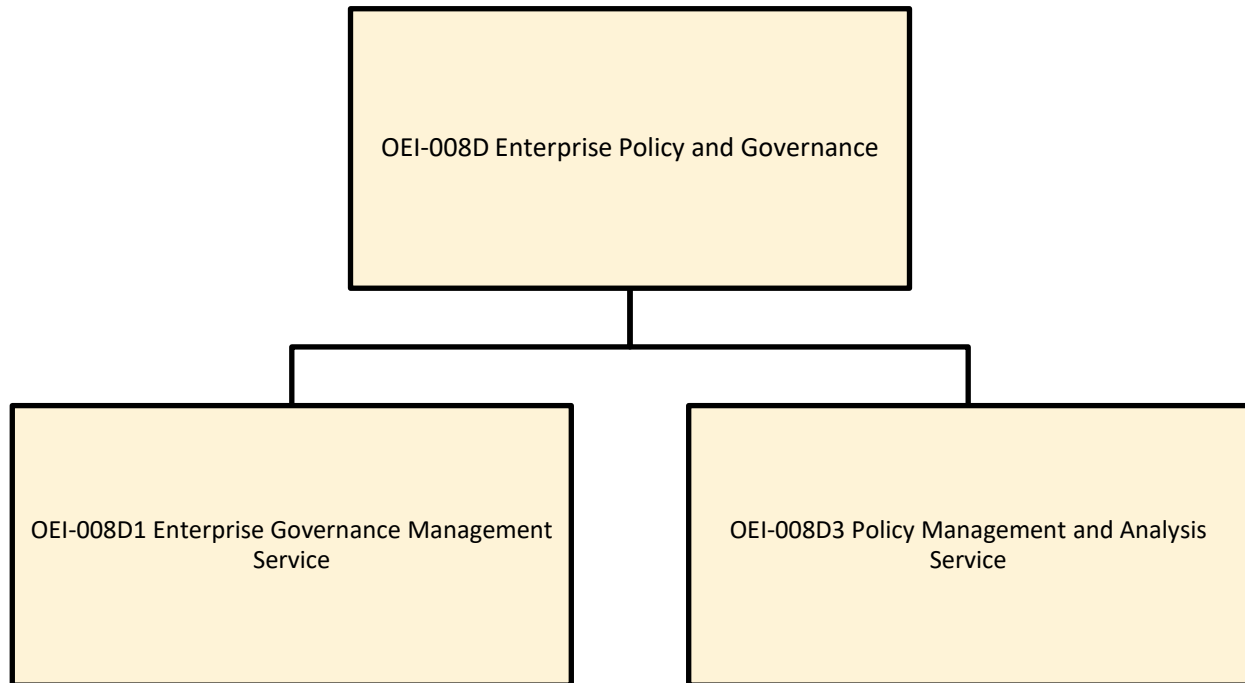 OEI-008D Enterprise Policy and Governance
OEI-008D1 Enterprise Governance Management
Service
OEI-008D3 Policy Management and Analysis
Service